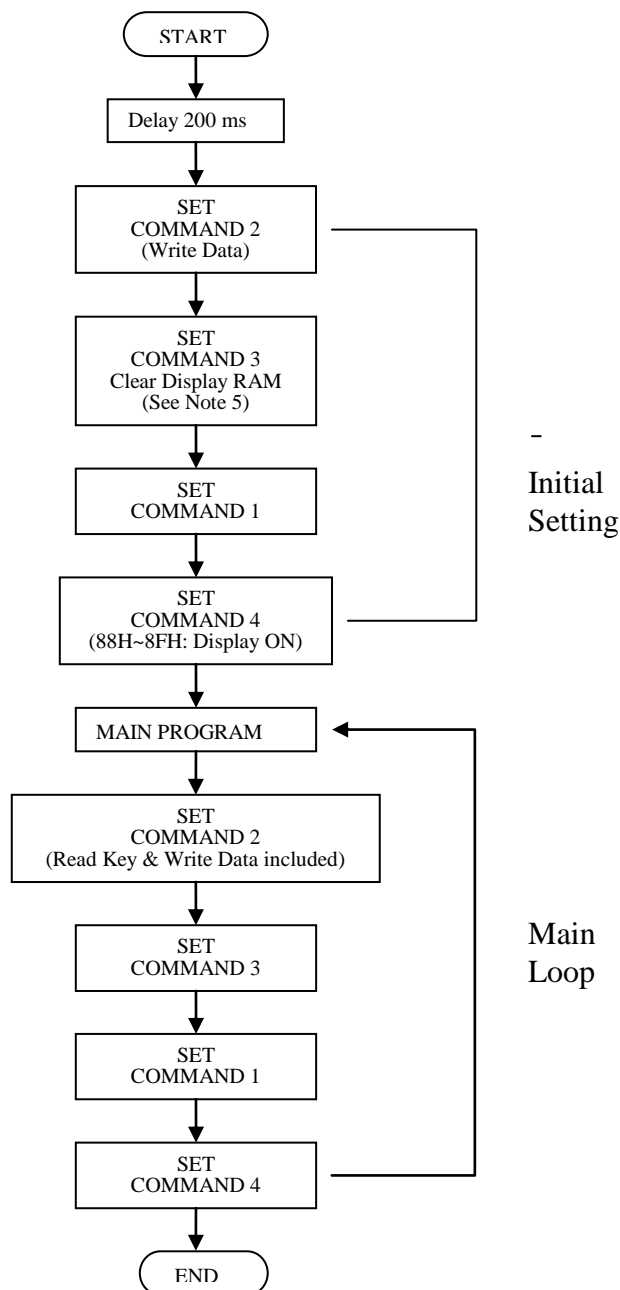 START
Delay 200 ms
SET
COMMAND 2
(Write Data)
SET
COMMAND 3
Clear Display RAM
(See Note 5)
SET
COMMAND 1
SET
COMMAND 4
(88H~8FH: Display ON)
-
Initial
Setting
MAIN PROGRAM
SET
COMMAND 2
(Read Key & Write Data included)
SET
COMMAND 3
SET
COMMAND 1
SET
COMMAND 4
Main
Loop
END